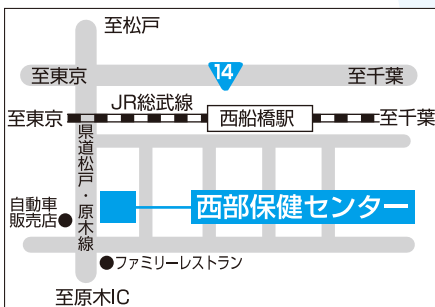 至松戸
至東京
14
至千葉
JR総武線
至東京
西船橋駅
至千葉
県道松戸・原木線
自動車
販売店
西部保健センター
ファミリーレストラン
至原木IC